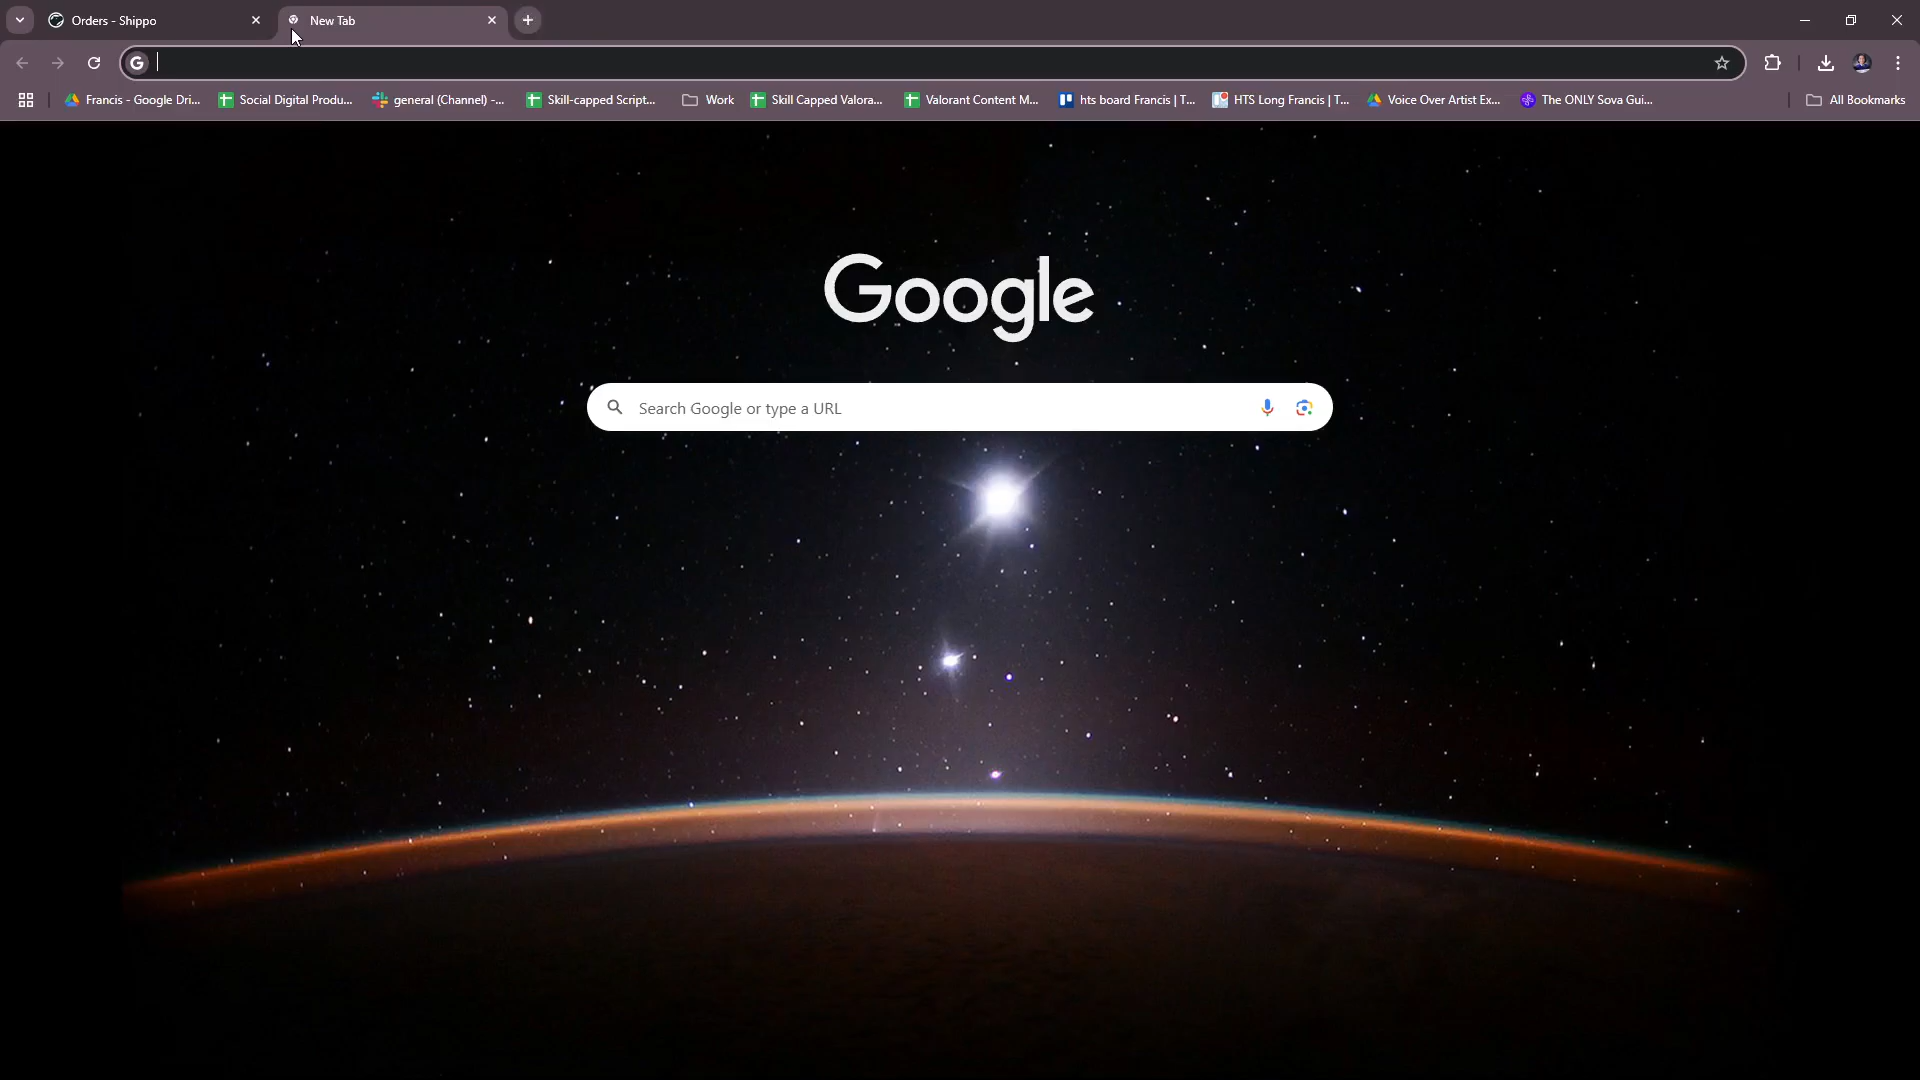 Orders - Shippo
New Tab
Francis - Google Dri...
Social Digital Produ...
general (Channel) -...
Skill-capped Script...
Work
Skill Capped Valora...
Valorant Content M...
hts board Francis | T...
HTS Long Francis | T...
Voice Over Artist Ex...
The ONLY Sova Gui...
All Bookmarks
Google
Search Google or type a URL